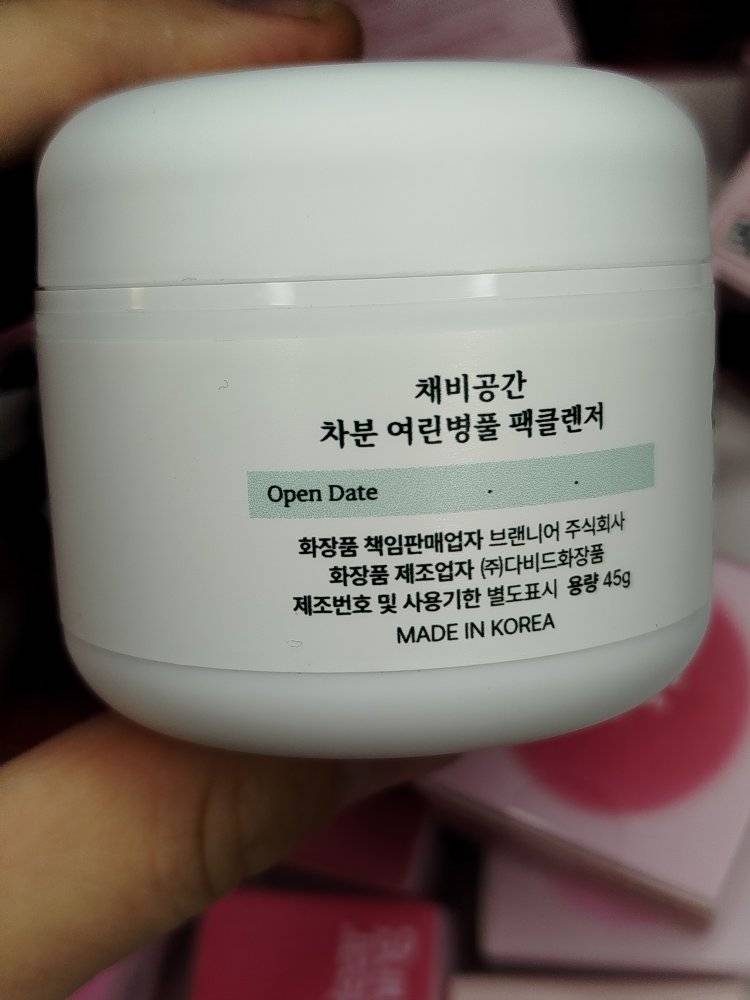 채비공간
차분 여린병풀 팩클렌저
Open Date . .
화장품 책임판매업자 브랜니어 주식회사
화장품 제조업자 ㈜다비드화장품
제조번호 및 사용기한 별도표시 용량 45g
MADE IN KOREA